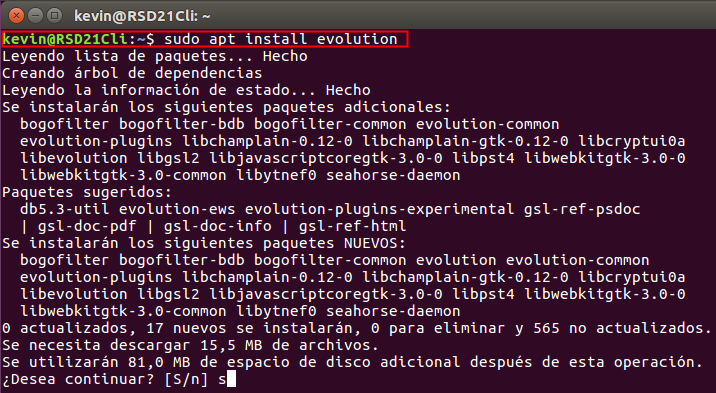 kevin@RSD21Cli: ~
kevin@RSD21Cli:~$ sudo apt install evolution
Leyendo lista de paquetes... Hecho
Creando árbol de dependencias
Leyendo la información de estado... Hecho
Se instalarán los siguientes paquetes adicionales:
  bogofilter bogofilter-bdb bogofilter-common evolution-common
  evolution-plugins libchamplain-0.12-0 libchamplain-gtk-0.12-0 libcryptui0a
  libevolution libgsl2 libjavascriptcoregtk-3.0-0 libpst4 libwebkitgtk-3.0-0
  libwebkitgtk-3.0-common libytnef0 seahorse-daemon
Paquetes sugeridos:
  db5.3-util evolution-ews evolution-plugins-experimental gsl-ref-psdoc
  | gsl-doc-pdf | gsl-doc-info | gsl-ref-html
Se instalarán los siguientes paquetes NUEVOS:
  bogofilter bogofilter-bdb bogofilter-common evolution evolution-common
  evolution-plugins libchamplain-0.12-0 libchamplain-gtk-0.12-0 libcryptui0a
  libevolution libgsl2 libjavascriptcoregtk-3.0-0 libpst4 libwebkitgtk-3.0-0
  libwebkitgtk-3.0-common libytnef0 seahorse-daemon
0 actualizados, 17 nuevos se instalarán, 0 para eliminar y 565 no actualizados.
Se necesita descargar 15,5 MB de archivos.
Se utilizarán 81,0 MB de espacio de disco adicional después de esta operación.
¿Desea continuar? [S/n] s